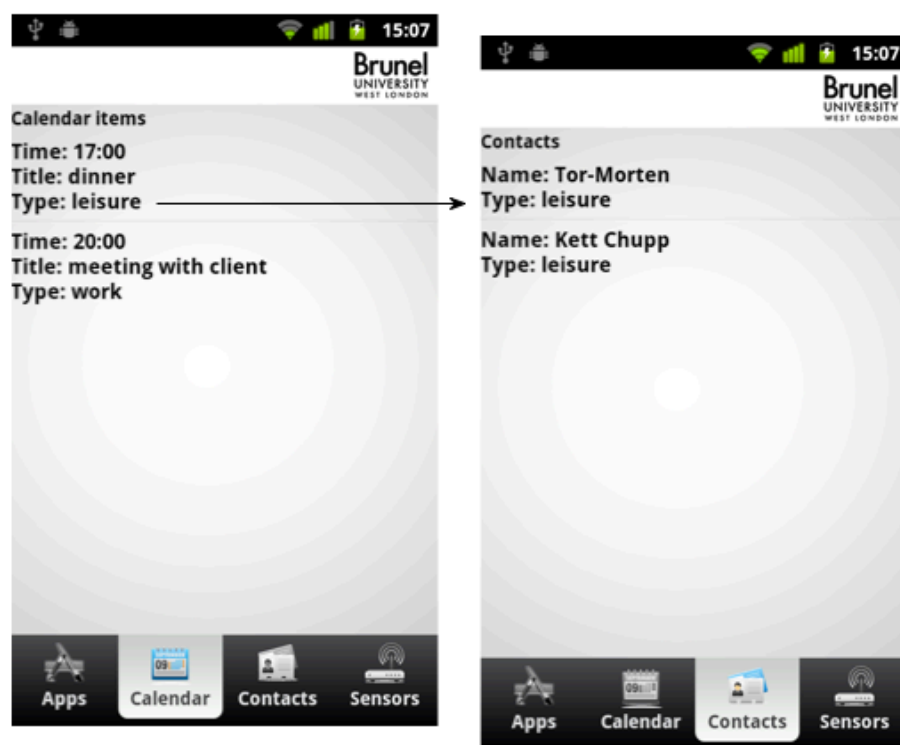 15:07
Brunel
UNIVERSITY
WEST LONDON
Calendar items
Time: 17:00
Title: dinner
Type: leisure
Time: 20:00
Title: meeting with client
Type: work
09
Apps Calendar Contacts Sensors
15:07
Brunel
UNIVERSITY
WEST LONDON
Contacts
Name: Tor-Morten
Type: leisure
Name: Kett Chupp
Type: leisure
09
Apps Calendar Contacts Sensors